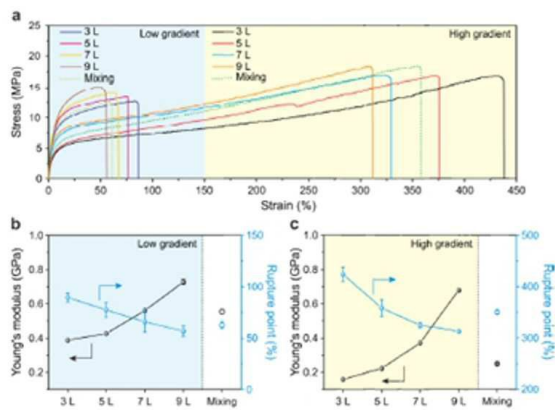 a
25
20
15
10
5
0
Stress (MPa)
3 L
5 L
7 L
9 L
Mixing
Low gradient
3 L
5 L
7 L
9 L
Mixing
High gradient
0 50 100 150 200 250 300 350 400 450
Strain (%)
b
1.0
0.8
0.6
0.4
0.2
Young's modulus (GPa)
Low gradient
150
100
50
0
Rupture point (%)
3 L 5 L 7 L 9 L Mixing
c
1.0
0.8
0.6
0.4
0.2
Young's modulus (GPa)
High gradient
500
400
300
200
Rupture point (%)
3 L 5 L 7 L 9 L Mixing